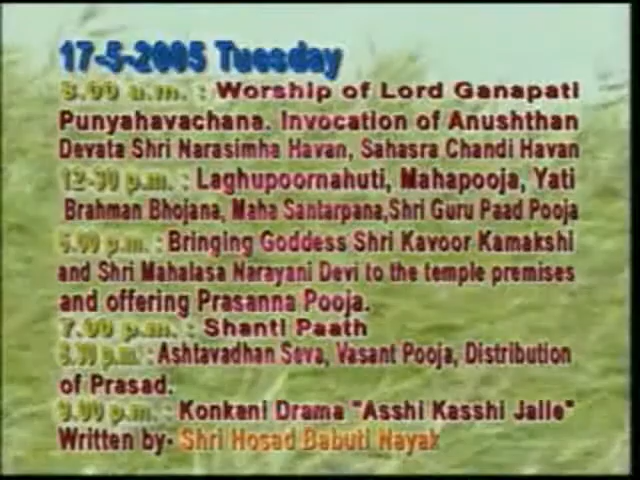 17-5-2005 Tuesday
8.00 a.m. : Worship of Lord Ganapati
Punyahavachana. Invocation of Anushthan
Devata Shri Narasimha Havan, Sahasra Chandi Havan
12-30 p.m. : Laghupoornahuti, Mahapooja, Yati
Brahman Bhojana, Maha Santarpana,Shri Guru Paad Pooja
p.m. : Bringing Goddess Shri Kavoor Kamakshi
and Shri Mahalasa Narayani Devi to the temple premises
and offering Prasanna Pooja.
7.00 p.m. : Shanti Paath
p.m. : Ashtavadhan Seva, Vasant Pooja, Distribution
of Prasad.
9.00 p.m. : Konkani Drama "Asshi Kasshi Jalle"
Written by- Shri Hosad Babuti Nayak